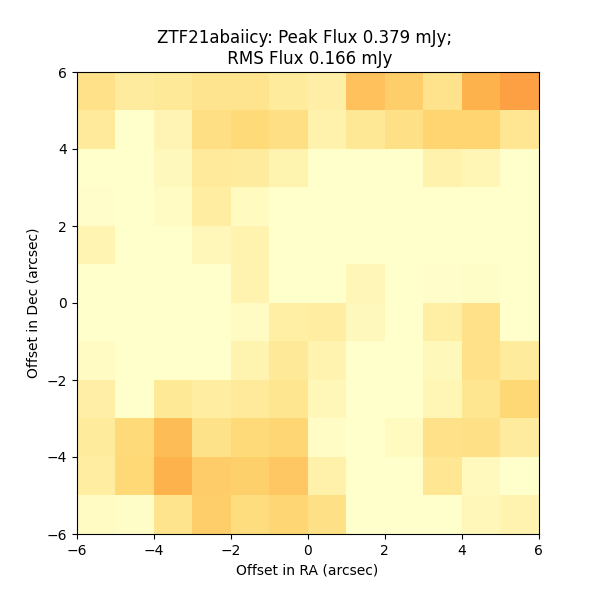 ZTF21abaiicy: Peak Flux 0.379 mJy;
RMS Flux 0.166 mJy
6
4
2
0
−2
−4
−6
Offset in Dec (arcsec)
−6 −4 −2 0 2 4 6
Offset in RA (arcsec)